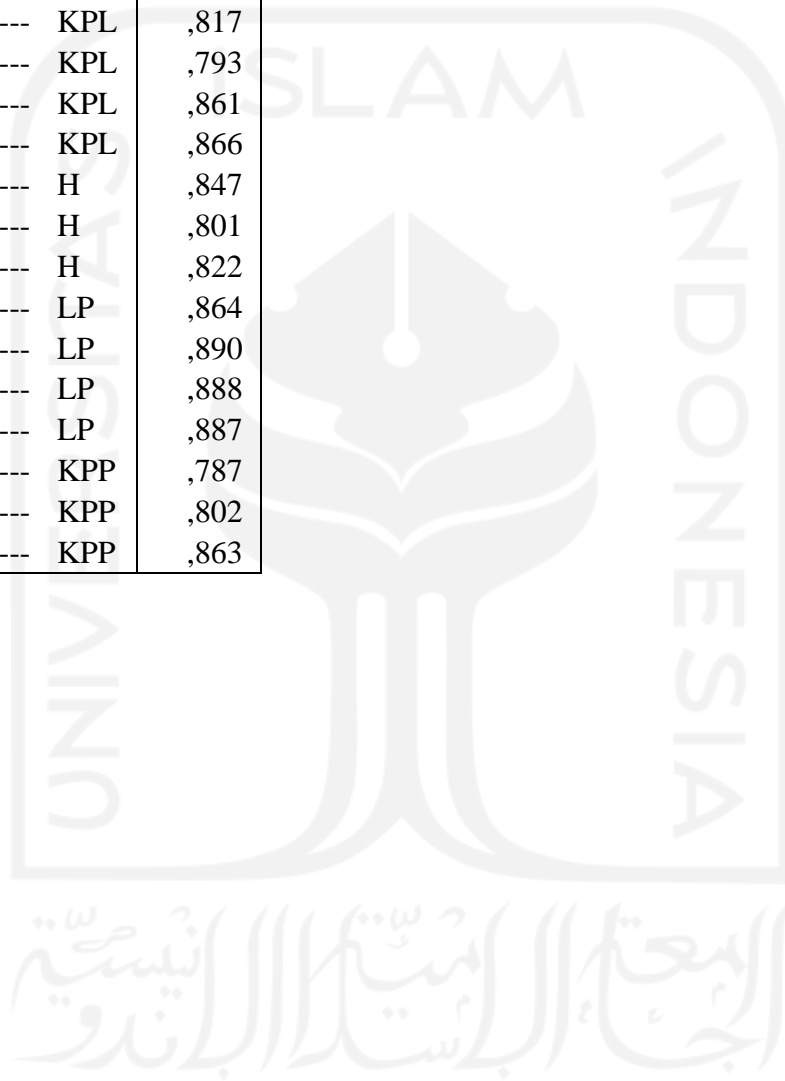 --- KPL ,817
--- KPL ,793
--- KPL ,861
--- KPL ,866
--- H ,847
--- H ,801
--- H ,822
--- LP ,864
--- LP ,890
--- LP ,888
--- LP ,887
--- KPP ,787
--- KPP ,802
--- KPP ,863
UNIVERSITAS
ISLAM
INDONESIA